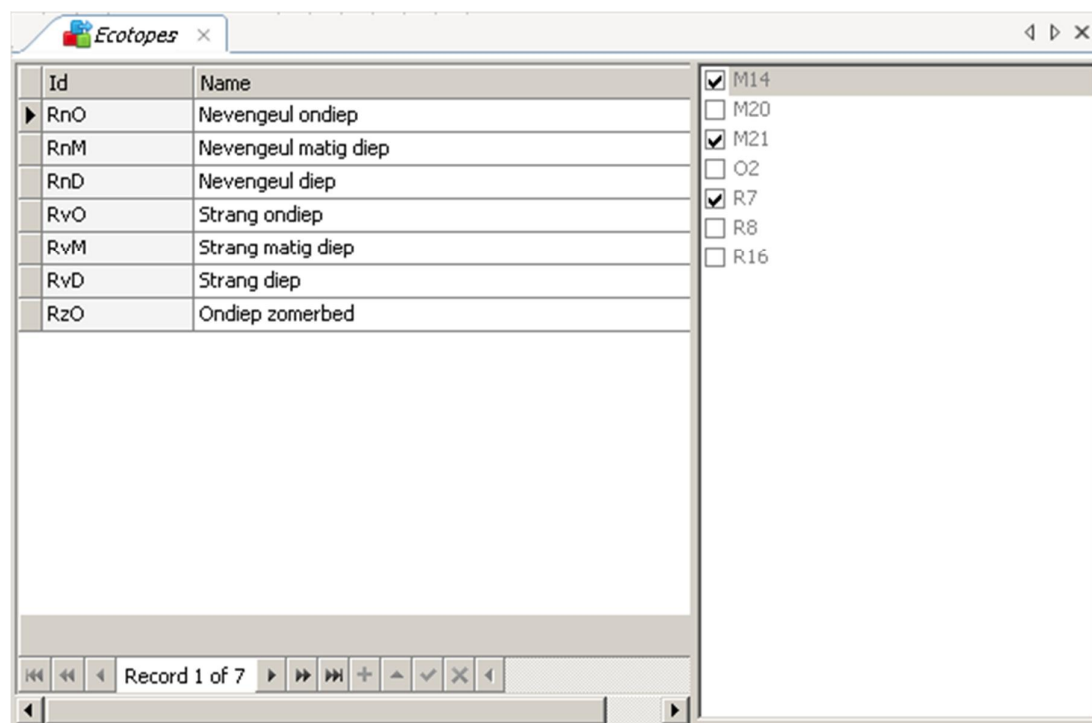 Ecotopes
Id Name
RnO Nevengeul ondiep
RnM Nevengeul matig diep
RnD Nevengeul diep
RvO Strang ondiep
RvM Strang matig diep
RvD Strang diep
RzO Ondiep zomerbed
Record 1 of 7
M14
M20
M21
O2
R7
R8
R16